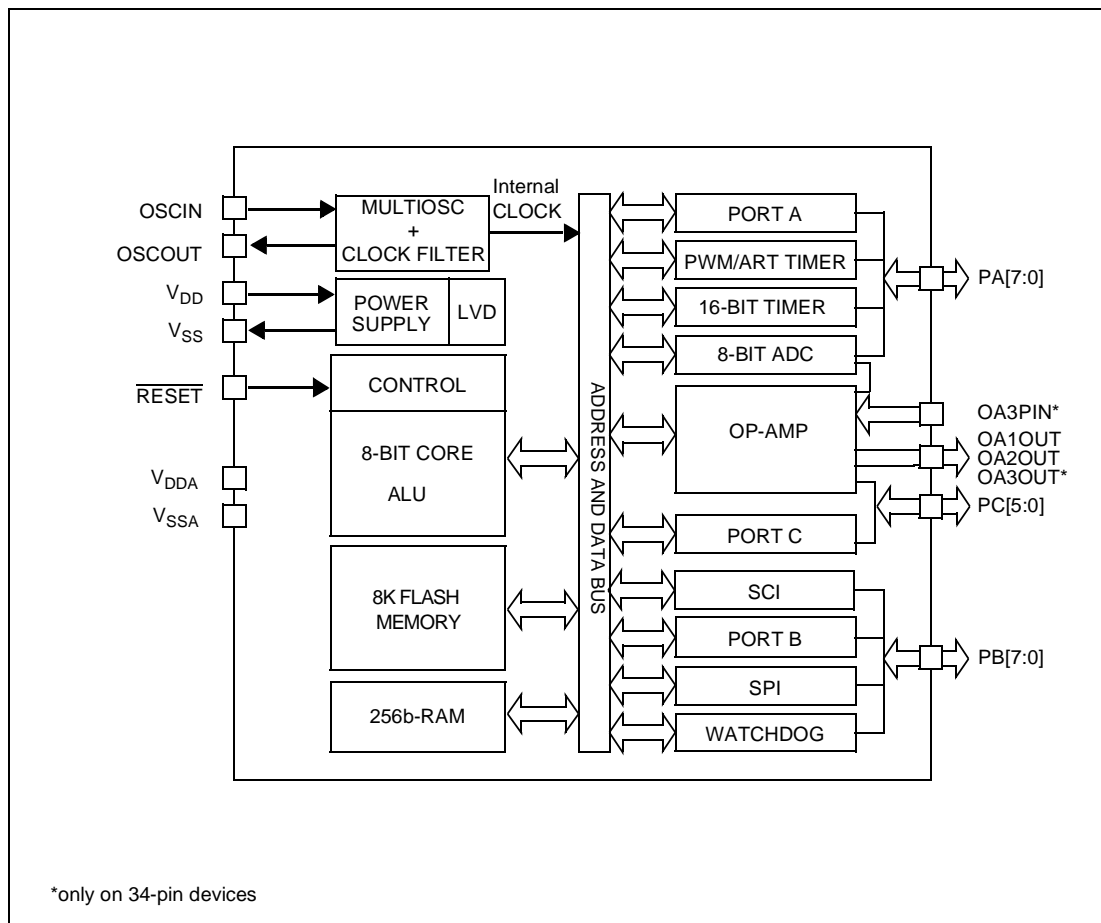 OSCIN
OSCOUT
VDD
VSS
RESET
VDDA
VSSA
MULTIOSC
+
CLOCK FILTER
Internal
CLOCK
POWER
SUPPLY
LVD
CONTROL
8-BIT CORE
ALU
8K FLASH
MEMORY
256b-RAM
ADDRESS AND DATA BUS
PORT A
PWM/ART TIMER
16-BIT TIMER
8-BIT ADC
OP-AMP
PORT C
SCI
PORT B
SPI
WATCHDOG
PA[7:0]
OA3PIN*
OA1OUT
OA2OUT
OA3OUT*
PC[5:0]
PB[7:0]
*only on 34-pin devices